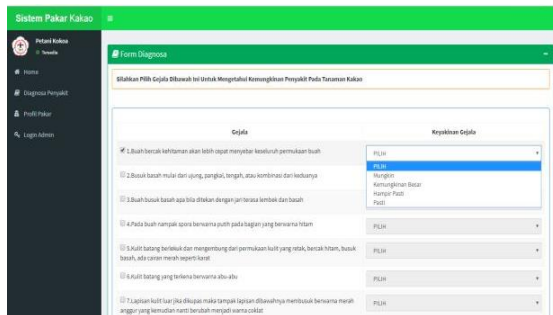 Sistem Pakar Kakao
Petani Kokoa
Tersedia
Home
Diagnosa Penyakit
Profil Pakar
Login Admin
Form Diagnosa
Silahkan Pilih Gejala Dibawah Ini Untuk Mengetahui Kemungkinan Penyakit Pada Tanaman Kakao
Gejala
Keyakinan Gejala
1.Buah bercak kehitaman akan lebih cepat menyebar keseluruh permukaan buah
PILIH
PILIH
Mungkin
Kemungkinan Besar
Hampir Pasti
Pasti
2.Busuk basah mulai dari ujung, pangkal, tengah, atau kombinasi dari keduanya
3.Buah busuk basah apa bila ditekan dengan jari terasa lembek dan basah
4.Pada buah nampak spora berwarna putih pada bagian yang berwarna hitam
PILIH
5.Kulit batang berlekuk dan mengembung dari permukaan kulit yang retak, bercak hitam, busuk
basah, ada cairan merah seperti karat
PILIH
6.Kulit batang yang terkena berwarna abu-abu
PILIH
7.Lapisan kulit luar jika dikupas maka tampak lapisan dibawahnya membusuk berwarna merah
anggur yang kemudian nanti berubah menjadi warna coklat
PILIH